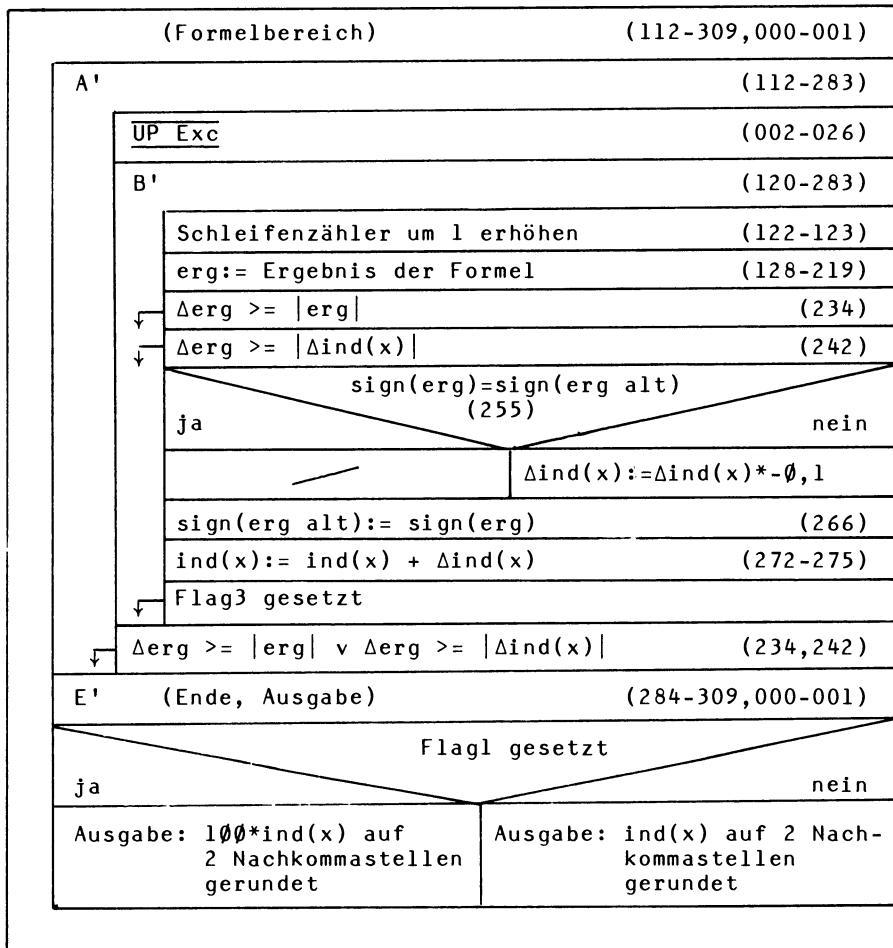 (Formelbereich) (112-309,000-001)
A' (112-283)
UP Exc (002-026)
B' (120-283)
Schleifenzähler um 1 erhöhen (122-123)
erg:= Ergebnis der Formel (128-219)
Δerg >= |erg| (234)
Δerg >= |Δind(x)| (242)
sign(erg)=sign(erg alt)
(255)
ja nein
Δind(x):=Δind(x)*-Ø,1
sign(erg alt):= sign(erg) (266)
ind(x):= ind(x) + Δind(x) (272-275)
Flag3 gesetzt
Δerg >= |erg| v Δerg >= |Δind(x)| (234,242)
E' (Ende, Ausgabe) (284-309,000-001)
Flag1 gesetzt
ja nein
Ausgabe: 1ØØ*ind(x) auf
2 Nachkommastellen
gerundet
Ausgabe: ind(x) auf 2 Nach-
kommastellen
gerundet